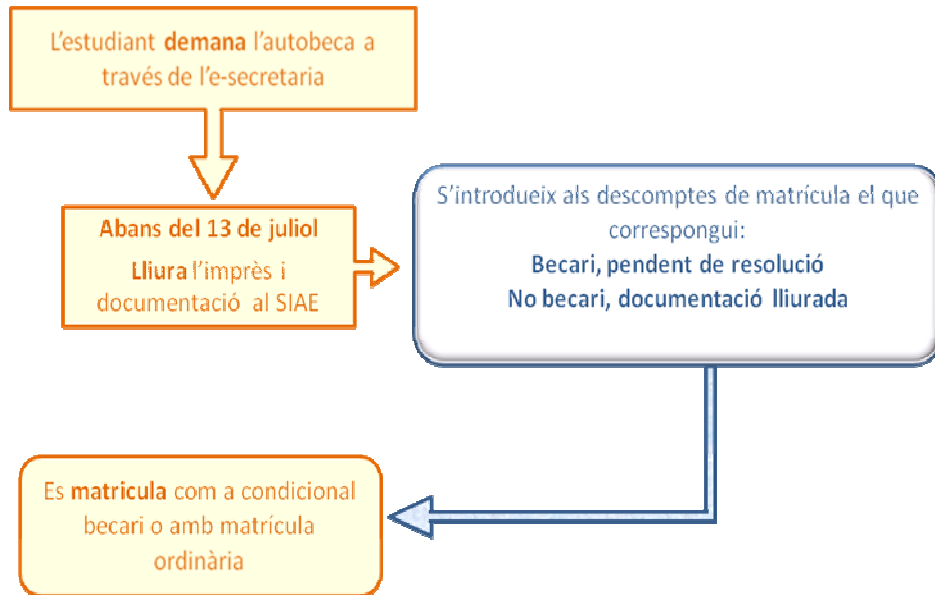 L'estudiant demana l'autobeca a
través de l'e-secretaria
Abans del 13 de juliol
Lliura l'imprès i
documentació al SIAE
S'introdueix als descomptes de matrícula el que
correspongui:
Becari, pendent de resolució
No becari, documentació lliurada
Es matricula com a condicional
becari o amb matrícula
ordinària